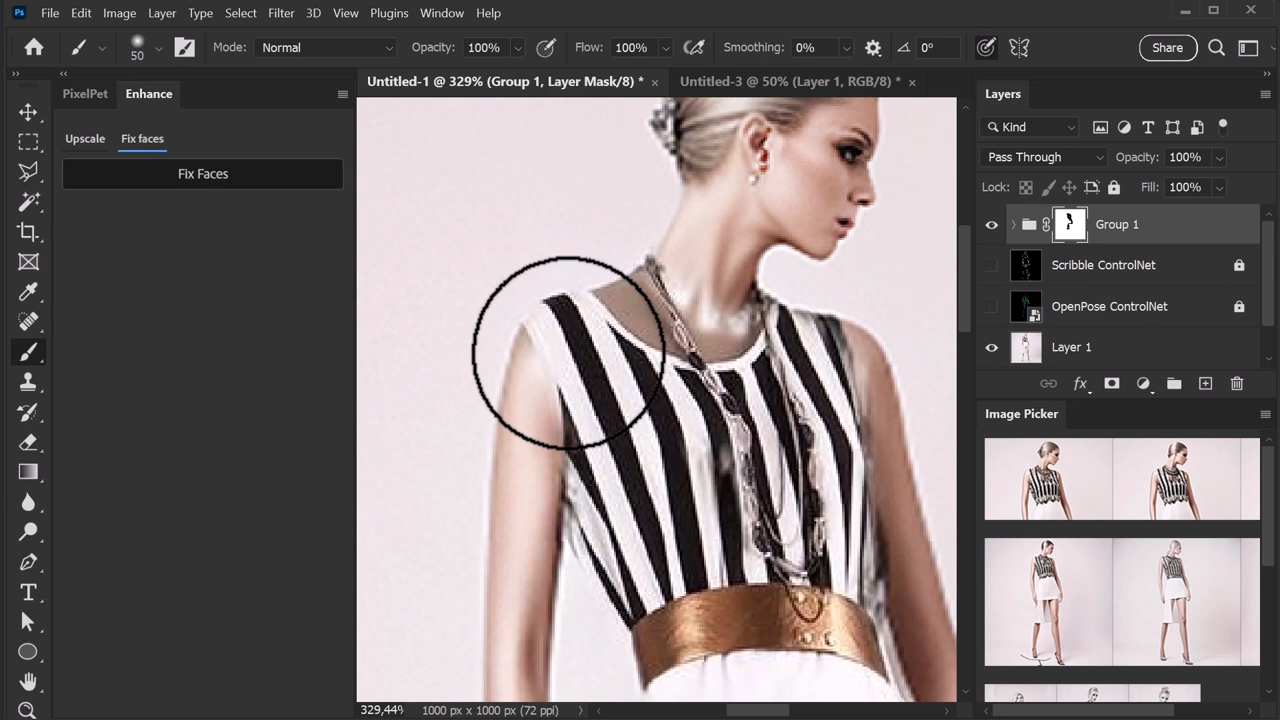 Ps File Edit Image Layer Type Select Filter 3D View Plugins Window Help
50 Mode: Normal Opacity: 100% Flow: 100% Smoothing: 0% 0° Share
PixelPet Enhance
Untitled-1 @ 329% (Group 1, Layer Mask/8) * Untitled-3 @ 50% (Layer 1, RGB/8) *
Layers
Upscale Fix faces
Fix Faces
Kind
Pass Through Opacity: 100%
Lock: Fill: 100%
Group 1
Scribble ControlNet
OpenPose ControlNet
Layer 1
fx
Image Picker
329,44% 1000 px x 1000 px (72 ppi)